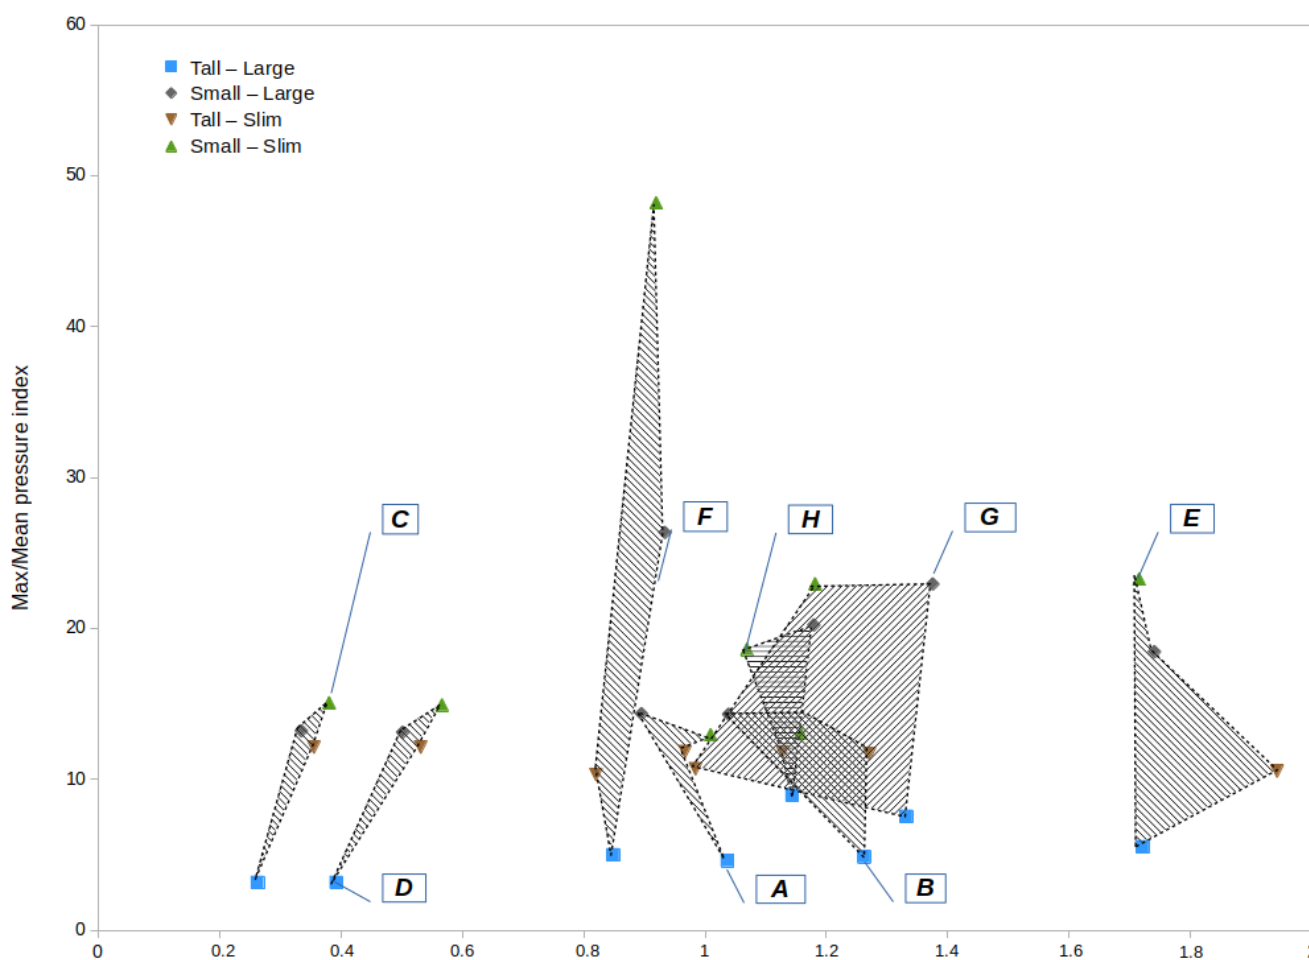 60
Tall – Large
Small – Large
Tall – Slim
Small – Slim
50
40
Max/Mean pressure index
30
C
F
H
G
E
20
10
D
A
B
0
0
0.2
0.4
0.6
0.8
1
1.2
1.4
1.6
1.8